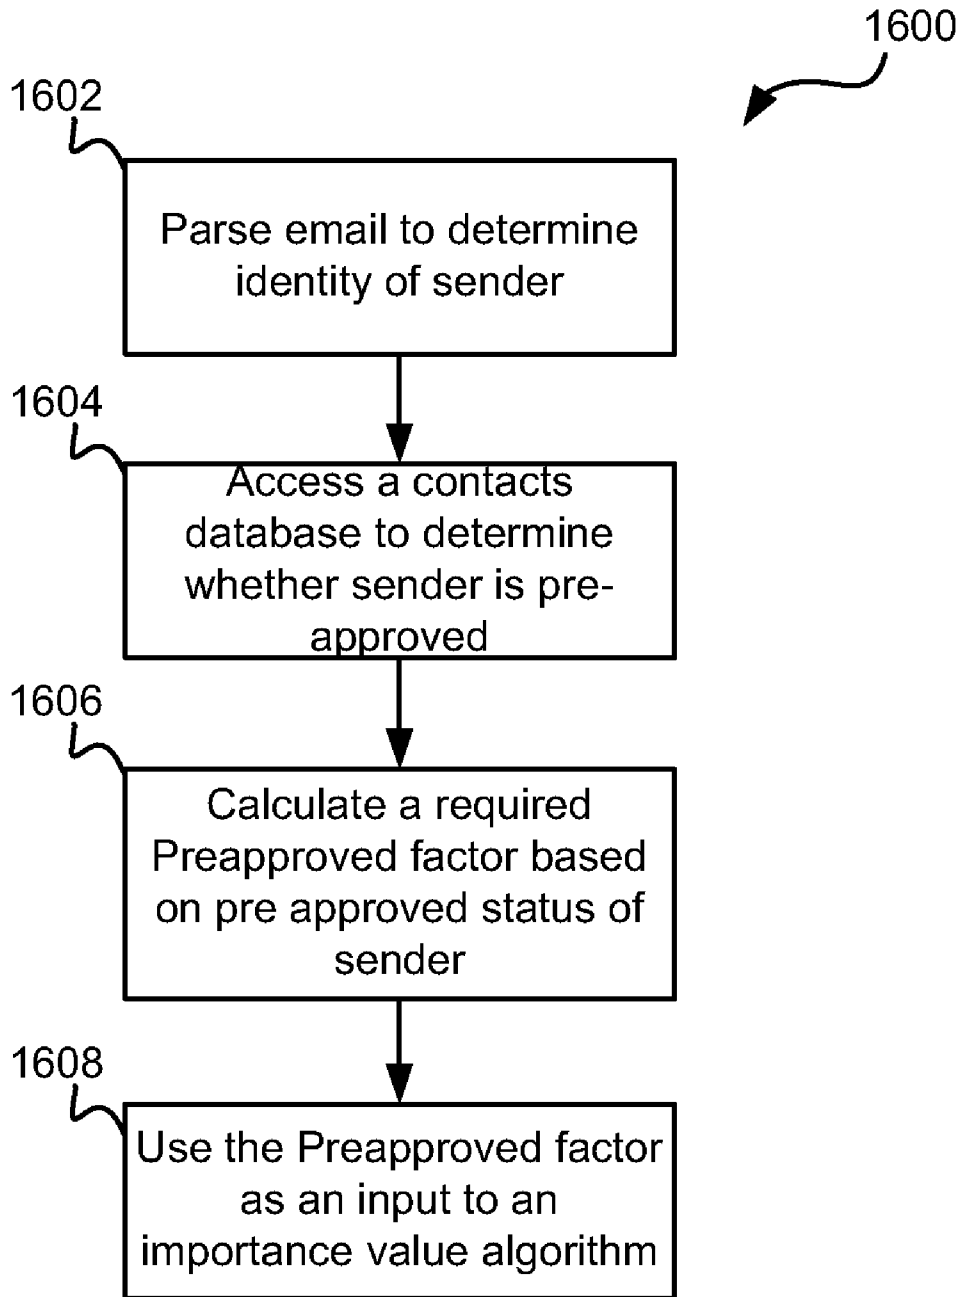 1600
1602
Parse email to determine
identity of sender
1604
Access a contacts
database to determine
whether sender is pre-
approved
1606
Calculate a required
Preapproved factor based
on pre approved status of
sender
1608
Use the Preapproved factor
as an input to an
importance value algorithm